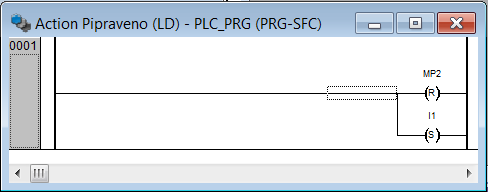 Action Pipraveno (LD) - PLC_PRG (PRG-SFC)
0001
MP2
(R)
I1
(S)